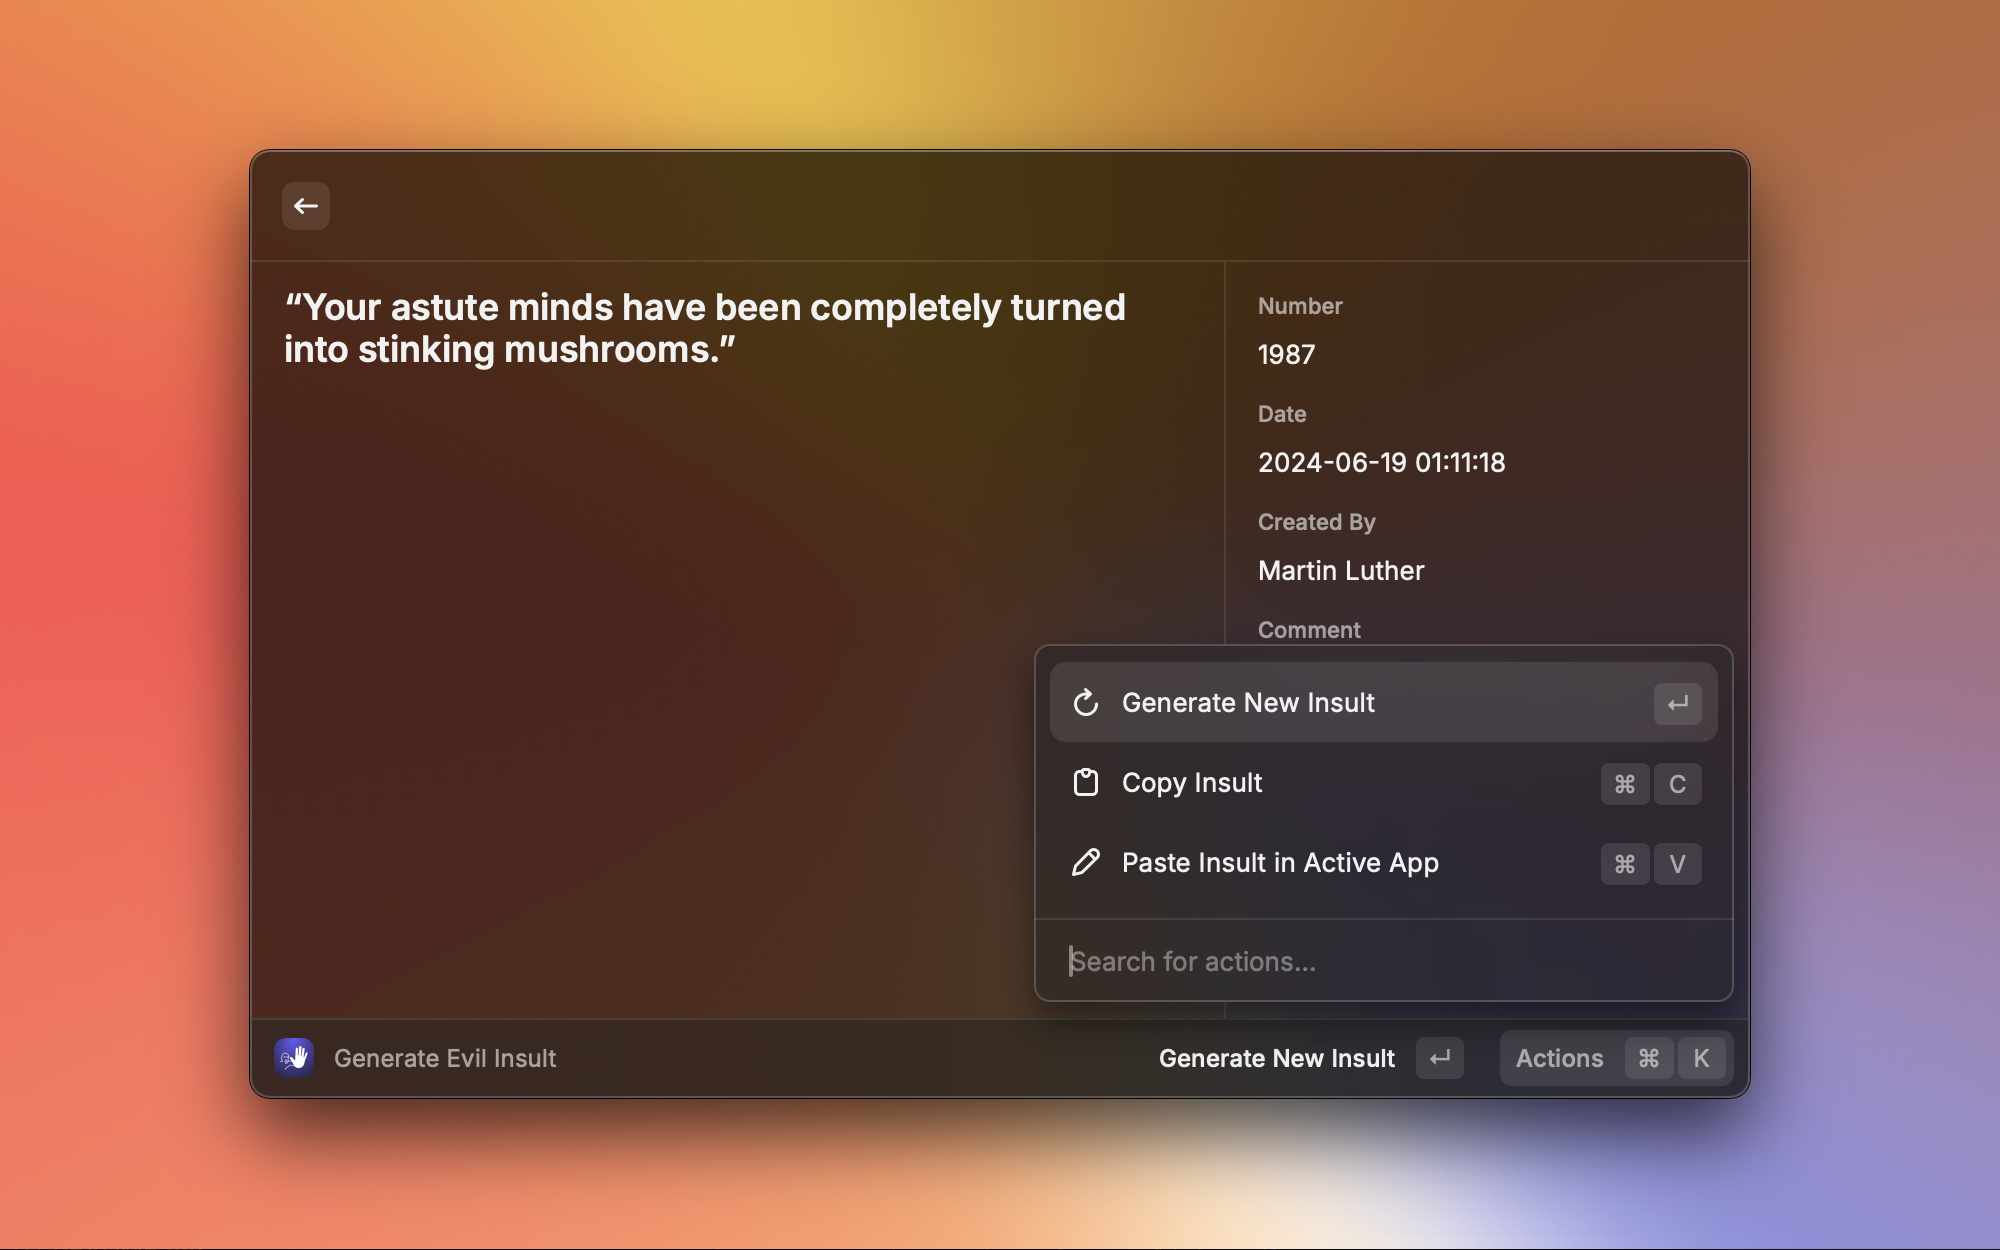 “Your astute minds have been completely turned
into stinking mushrooms.”
Number
1987
Date
2024-06-19 01:11:18
Created By
Martin Luther
Comment
Generate New Insult ↵
Copy Insult ⌘ C
Paste Insult in Active App ⌘ V
Search for actions...
Generate Evil Insult
Generate New Insult ↵ Actions ⌘ K